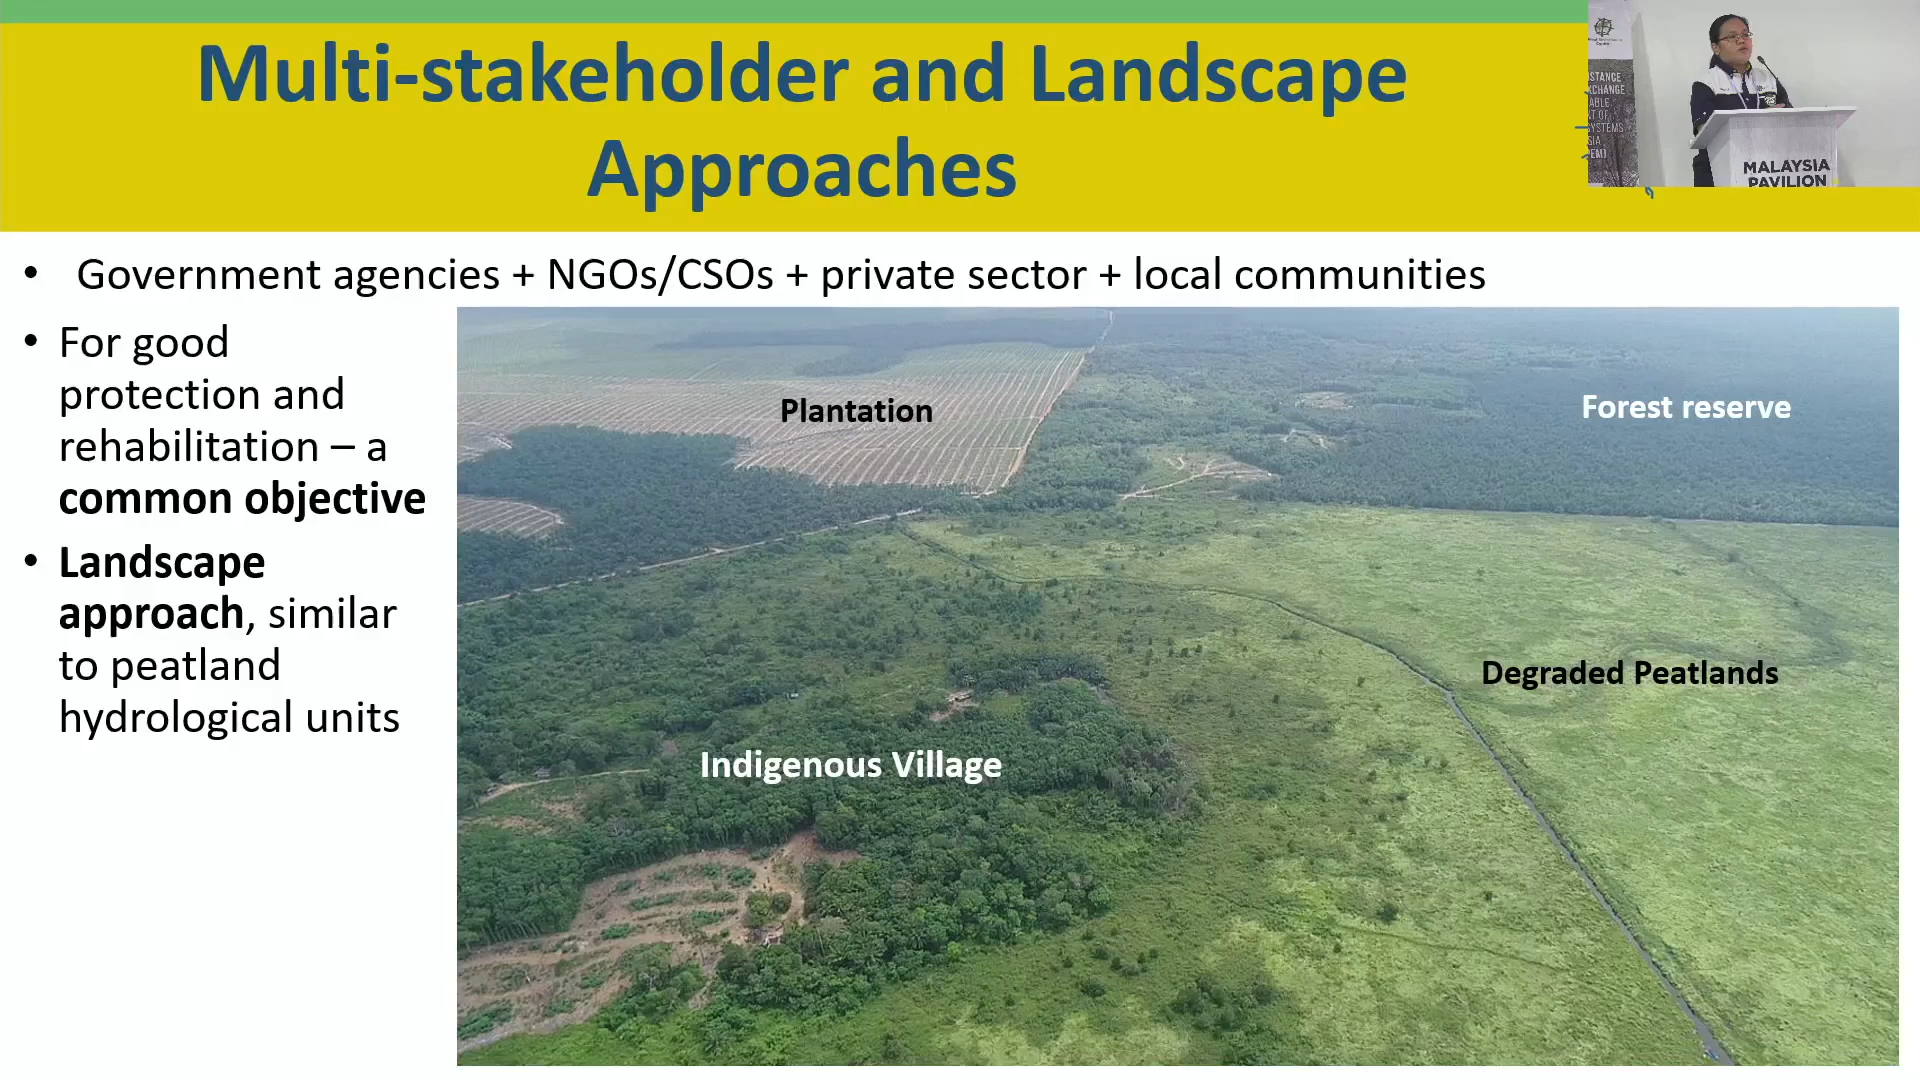 Multi-stakeholder and Landscape
Approaches
• Government agencies + NGOs/CSOs + private sector + local communities
• For good
protection and
rehabilitation – a
common objective
• Landscape
approach, similar
to peatland
hydrological units
Plantation
Forest reserve
Degraded Peatlands
Indigenous Village
MALAYSIA
PAVILION